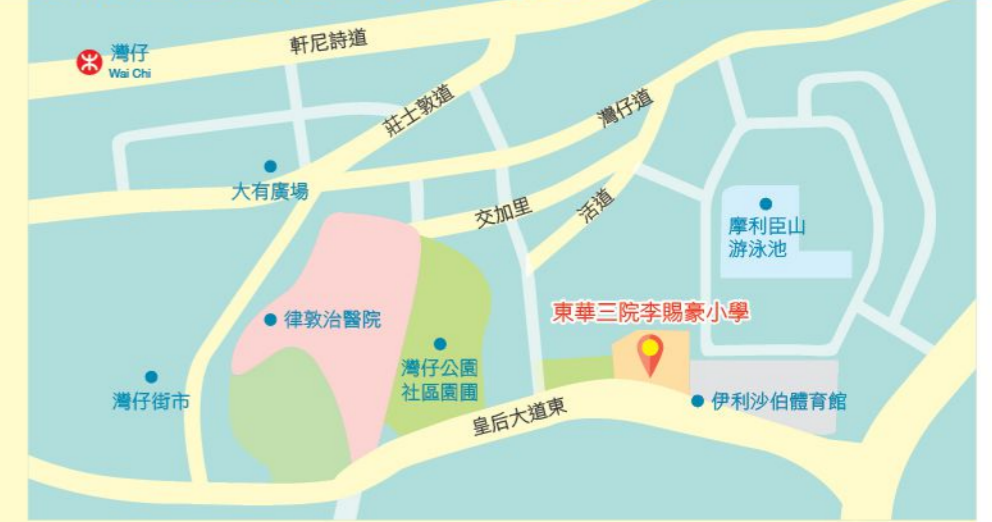 軒尼詩道
灣仔
Wai Chi
莊士敦道
灣仔道
大有廣場
交加里
活道
摩利臣山
游泳池
東華三院李賜豪小學
律敦治醫院
灣仔公園
社區園圃
灣仔街市
皇后大道東
伊利沙伯體育館